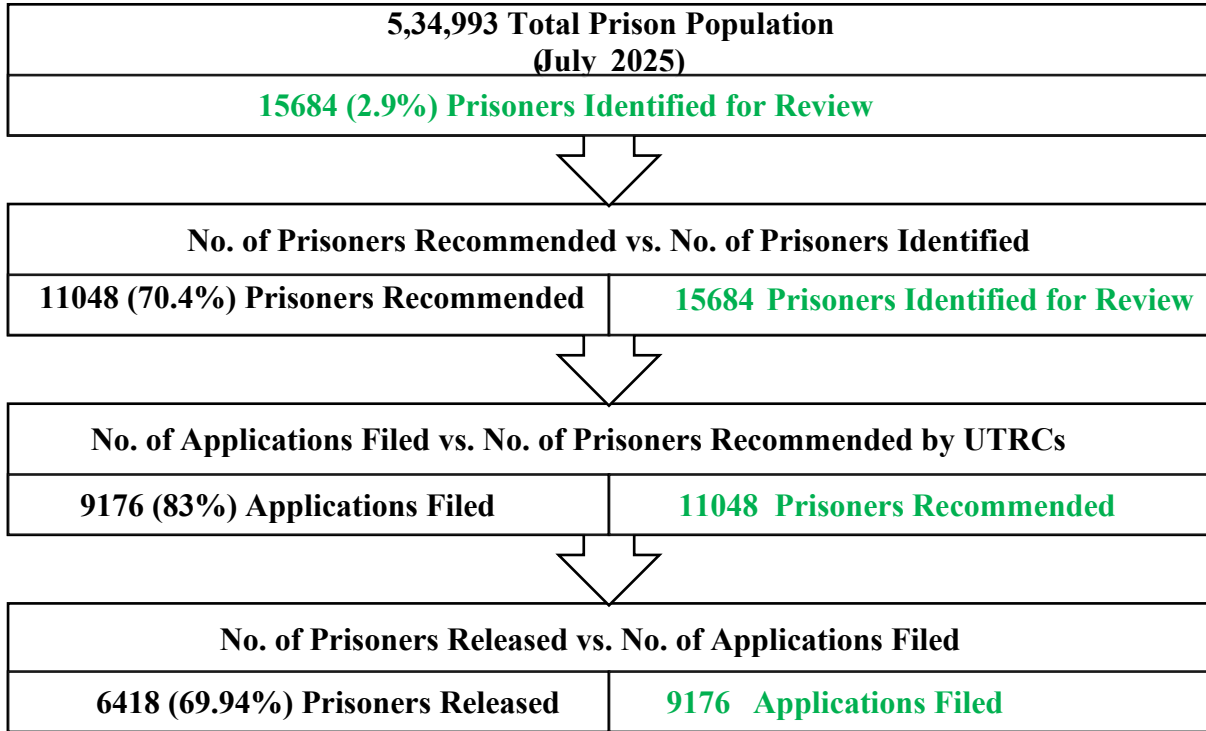 5,34,993 Total Prison Population
(July 2025)
15684 (2.9%) Prisoners Identified for Review
No. of Prisoners Recommended vs. No. of Prisoners Identified
11048 (70.4%) Prisoners Recommended
15684 Prisoners Identified for Review
No. of Applications Filed vs. No. of Prisoners Recommended by UTRCs
9176 (83%) Applications Filed
11048 Prisoners Recommended
No. of Prisoners Released vs. No. of Applications Filed
6418 (69.94%) Prisoners Released
9176 Applications Filed